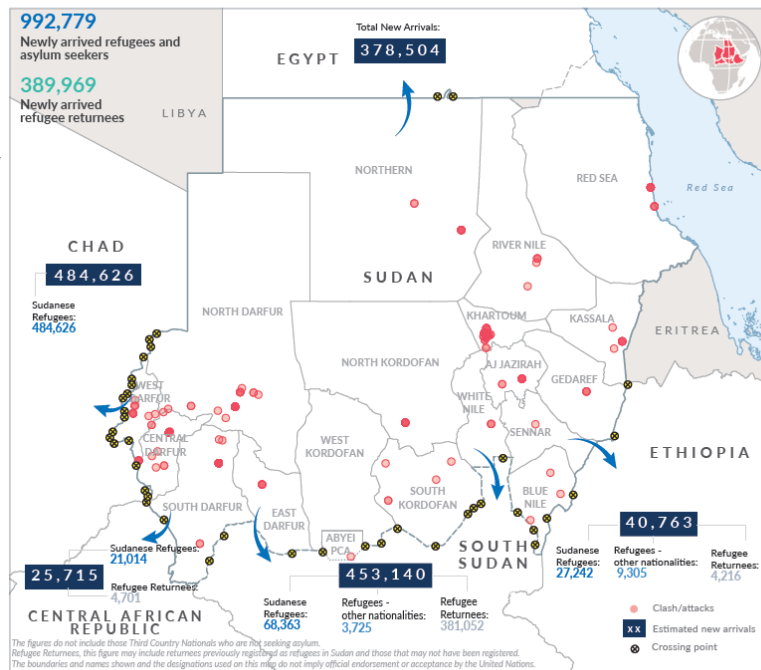 992,779
Newly arrived refugees and
asylum seekers
389,969
Newly arrived
refugee returnees
Total New Arrivals:
378,504
EGYPT
LIBYA
NORTHERN
RED SEA
Red Sea
CHAD
484,626
Sudanese
Refugees:
484,626
RIVER NILE
SUDAN
NORTH DARFUR
KHARTOUM
KASSALA
ERITREA
NORTH KORDOFAN
AJ JAZIRAH
GEDAREF
WEST
DARFUR
WHITE
NILE
CENTRAL
DARFUR
SENNAR
WEST
KORDOFAN
ETHIOPIA
SOUTH
KORDOFAN
BLUE
NILE
SOUTH DARFUR
EAST
DARFUR
ABYEI
PCA
SOUTH
SUDAN
40,763
Sudanese
Refugees:
27,242
Refugees -
other nationalities:
9,305
Refugee
Returnees:
4,216
Sudanese Refugees:
21,014
25,715
Refugee Returnees:
4,701
CENTRAL AFRICAN
REPUBLIC
453,140
Sudanese
Refugees:
68,363
Refugees -
other nationalities:
3,725
Refugee
Returnees:
381,052
Clash/attacks
xx Estimated new arrivals
Crossing point
The figures do not include those Third Country Nationals who are not seeking asylum.
Refugee Returnees, this figure may include returnees previously registered as refugees in Sudan and those that may not have been registered.
The boundaries and names shown and the designations used on this map do not imply official endorsement or acceptance by the United Nations.